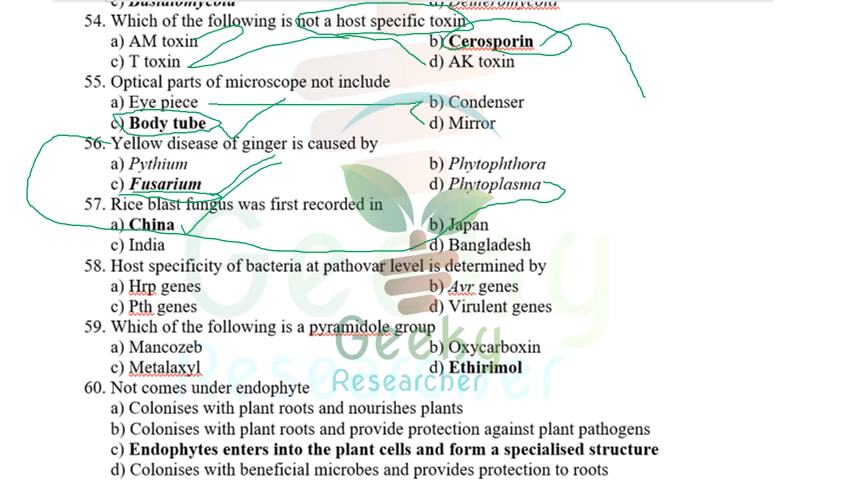 c) Basidiomycota d) Deuteromycota
54. Which of the following is not a host specific toxin
a) AM toxin b) Cerosporin
c) T toxin d) AK toxin
55. Optical parts of microscope not include
a) Eye piece b) Condenser
c) Body tube d) Mirror
56. Yellow disease of ginger is caused by
a) Pythium b) Phytophthora
c) Fusarium d) Phytoplasma
57. Rice blast fungus was first recorded in
a) China b) Japan
c) India d) Bangladesh
58. Host specificity of bacteria at pathovar level is determined by
a) Hrp genes b) Avr genes
c) Pth genes d) Virulent genes
59. Which of the following is a pyramidole group
a) Mancozeb b) Oxycarboxin
c) Metalaxyl d) Ethirimol
60. Not comes under endophyte
a) Colonises with plant roots and nourishes plants
b) Colonises with plant roots and provide protection against plant pathogens
c) Endophytes enters into the plant cells and form a specialised structure
d) Colonises with beneficial microbes and provides protection to roots
Geeky
Researcher
Geeky
Researcher